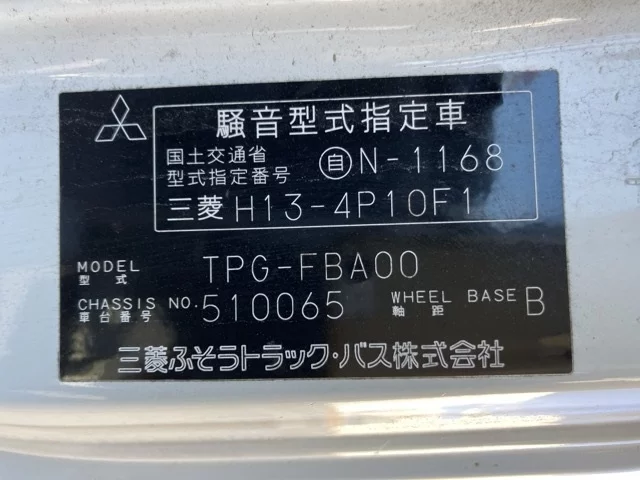 騒音型式指定車
国土交通省
型式指定番号 自N-1168
三菱 H13-4P10F1
MODEL
型式 TPG-FBA00
CHASSIS NO.
車台番号 510065 WHEEL BASE
軸距 B
三菱ふそうトラック・バス株式会社